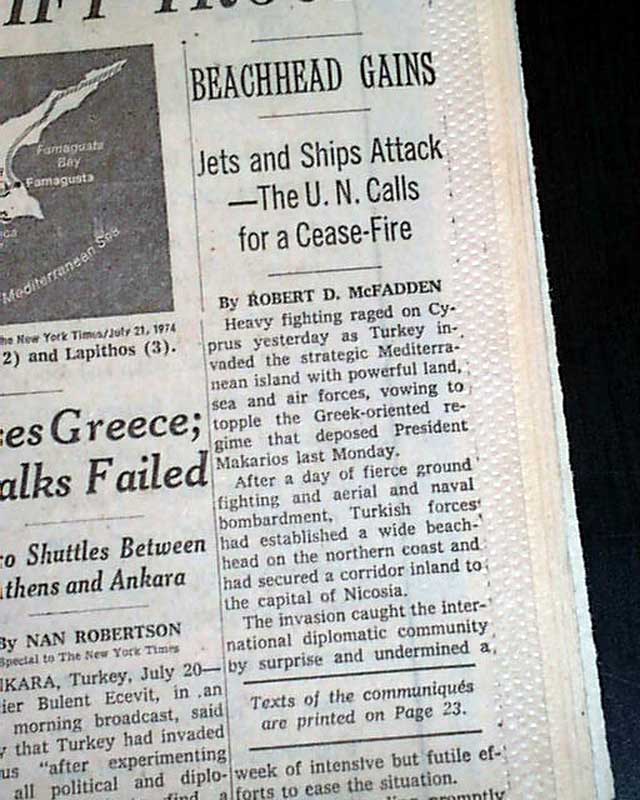 BEACHHEAD GAINS
Jets and Ships Attack
—The U. N. Calls
for a Cease-Fire
By ROBERT D. McFADDEN
Heavy fighting raged on Cy-
prus yesterday as Turkey in-
vaded the strategic Mediterra-
nean island with powerful land,
sea and air forces, vowing to
topple the Greek-oriented re-
gime that deposed President
Makarios last Monday.
After a day of fierce ground
fighting and aerial and naval
bombardment, Turkish forces
had established a wide beach-
head on the northern coast and
had secured a corridor inland to
the capital of Nicosia.
The invasion caught the inter-
national diplomatic community
by surprise and undermined a
Texts of the communiqués
are printed on Page 23.
week of intensive but futile ef-
forts to ease the situation.
promptly
Famagusta
Bay
Famagusta
Mediterranean Sea
he New York Times/July 21, 1974
2) and Lapithos (3).
es Greece;
alks Failed
o Shuttles Between
thens and Ankara
By NAN ROBERTSON
Special to The New York Times
KARA, Turkey, July 20—
ier Bulent Ecevit, in an
morning broadcast, said
y that Turkey had invaded
us "after experimenting
all political and diplo-
find a